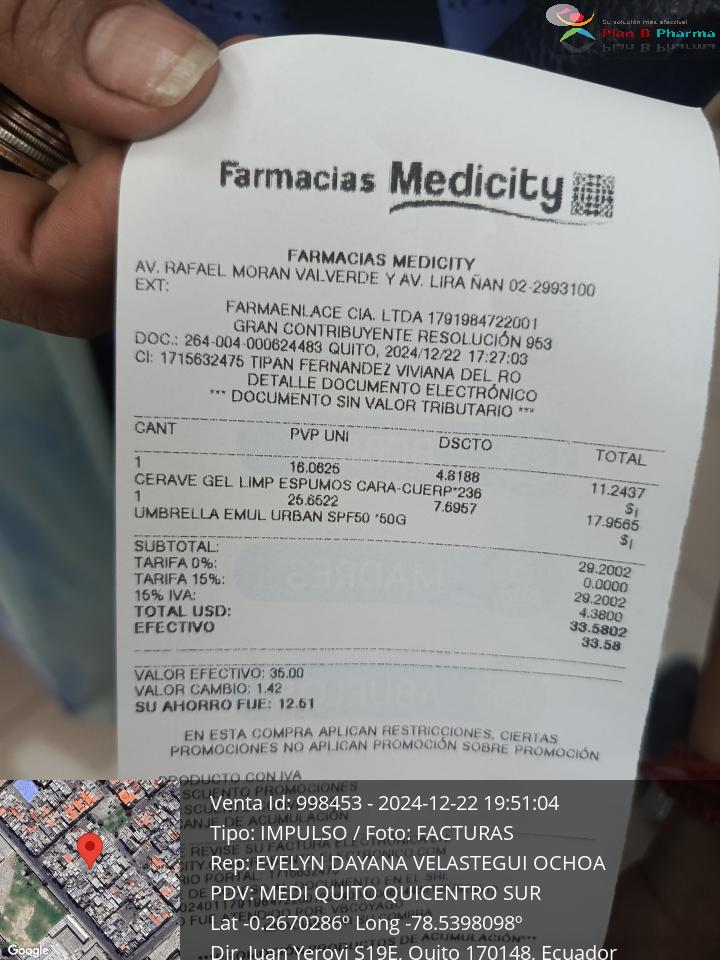 Su solución más efectiva!
Plan B Pharma
Farmacias Medicity
FARMACIAS MEDICITY
AV. RAFAEL MORAN VALVERDE Y AV. LIRA ÑAN 02-2993100
EXT:
FARMAENLACE CIA. LTDA 1791984722001
GRAN CONTRIBUYENTE RESOLUCIÓN 953
DOC.: 264-004-000624483 QUITO, 2024/12/22 17:27:03
CI: 1715632475 TIPAN FERNANDEZ VIVIANA DEL RO
DETALLE DOCUMENTO ELECTRÓNICO
*** DOCUMENTO SIN VALOR TRIBUTARIO ***
CANT PVP UNI DSCTO TOTAL
1 16.0625 4.8188 11.2437
CERAVE GEL LIMP ESPUMOS CARA-CUERP*236 $¡
1 25.6522 7.6957 17.9565
UMBRELLA EMUL URBAN SPF50 *50G $¡
SUBTOTAL: 29.2002
TARIFA 0%: 0.0000
TARIFA 15%: 29.2002
15% IVA: 4.3800
TOTAL USD: 33.5802
EFECTIVO 33.58
VALOR EFECTIVO: 35.00
VALOR CAMBIO: 1.42
SU AHORRO FUE: 12.51
EN ESTA COMPRA APLICAN RESTRICCIONES, CIERTAS
PROMOCIONES NO APLICAN PROMOCIÓN SOBRE PROMOCIÓN
PRODUCTO CON IVA
Venta Id: 998453 - 2024-12-22 19:51:04
Tipo: IMPULSO / Foto: FACTURAS
Rep: EVELYN DAYANA VELASTEGUI OCHOA
PDV: MEDI QUITO QUICENTRO SUR
Lat -0.2670286º Long -78.5398098º
Dir. Juan Yerovi S19E, Quito 170148, Ecuador
Google